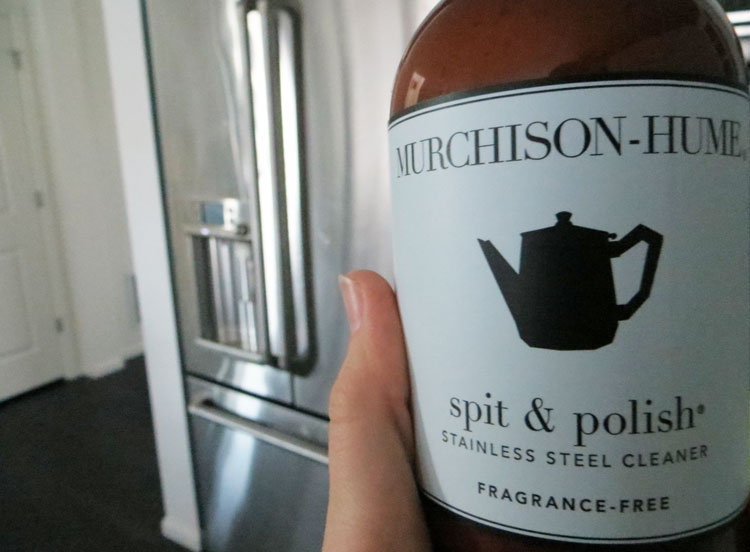 MURCHISON-HUME®
spit & polish®
STAINLESS STEEL CLEANER
FRAGRANCE-FREE